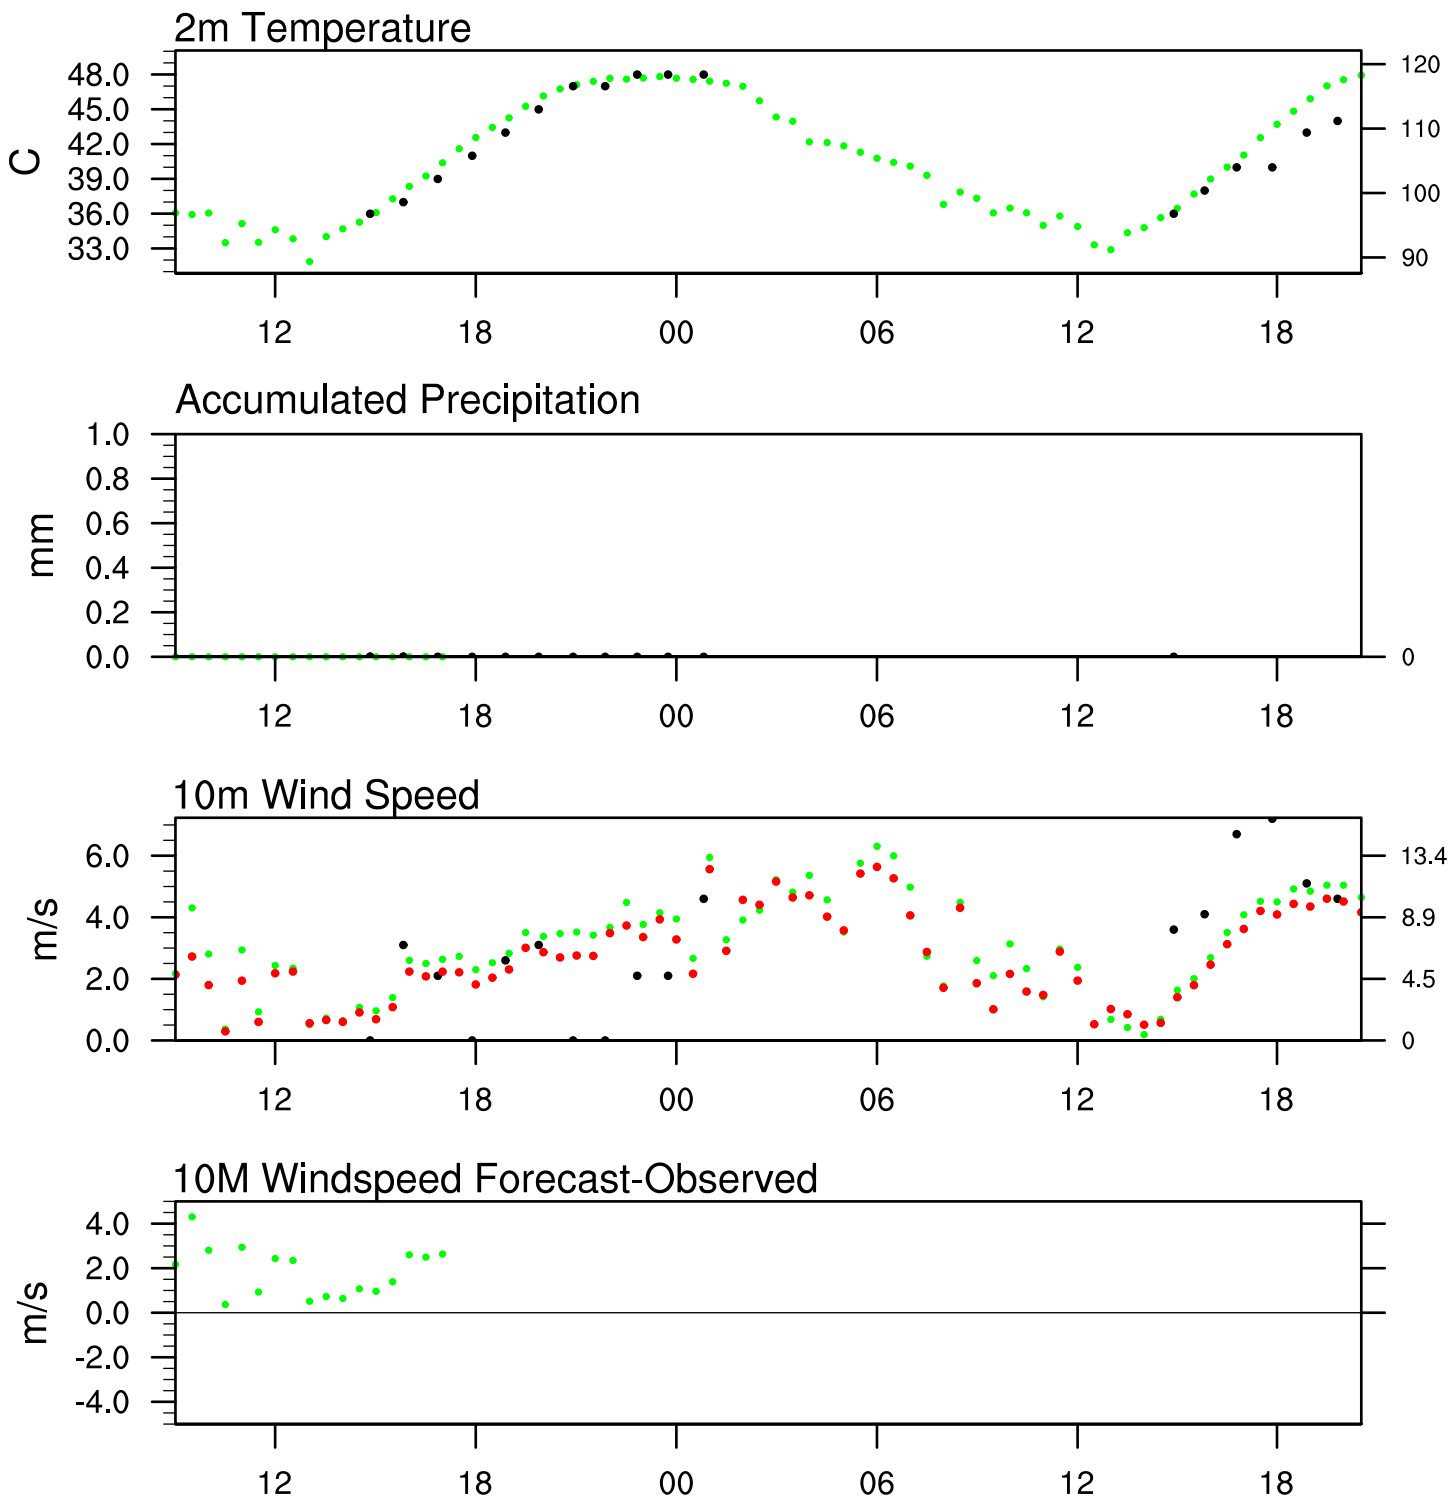 2m Temperature
48.0 120
45.0
42.0 110
39.0
36.0 100
33.0 90
C
12 18 00 06 12 18
Accumulated Precipitation
1.0
0.8
0.6
0.4
0.2
0.0 0
mm
12 18 00 06 12 18
10m Wind Speed
6.0 13.4
4.0 8.9
2.0 4.5
0.0 0
m/s
12 18 00 06 12 18
10M Windspeed Forecast-Observed
4.0
2.0
0.0
-2.0
-4.0
m/s
12 18 00 06 12 18